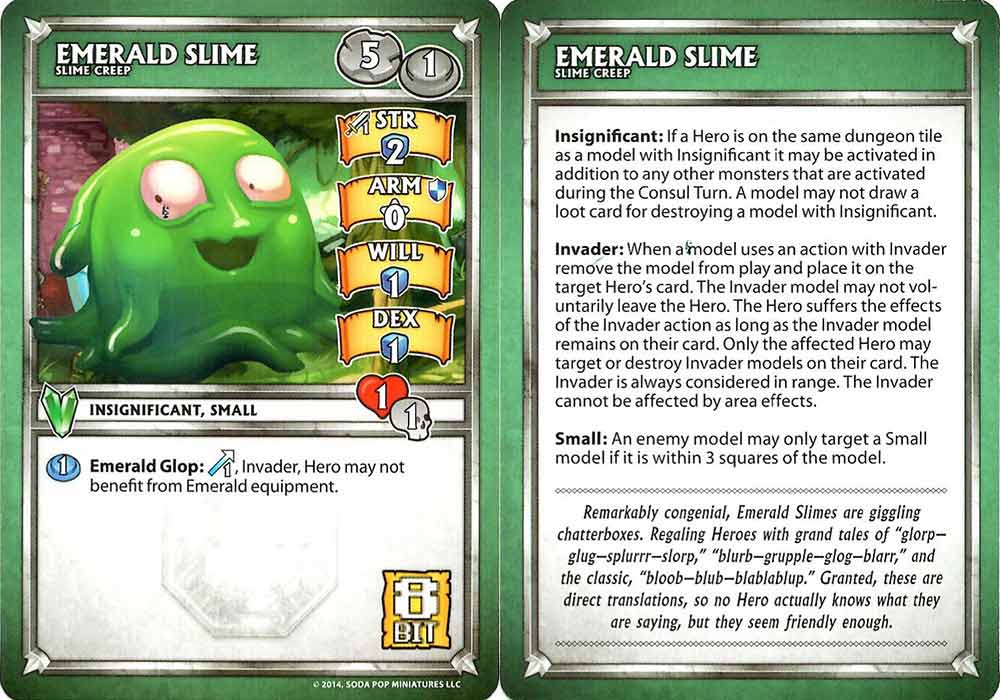 EMERALD SLIME
SLIME CREEP
5
1
STR
2
ARM
0
WILL
1
DEX
1
1
1
INSIGNIFICANT, SMALL
1 Emerald Glop: 1, Invader, Hero may not
benefit from Emerald equipment.
8
BIT
© 2014, SODA POP MINIATURES LLC
EMERALD SLIME
SLIME CREEP
Insignificant: If a Hero is on the same dungeon tile
as a model with Insignificant it may be activated in
addition to any other monsters that are activated
during the Consul Turn. A model may not draw a
loot card for destroying a model with Insignificant.
Invader: When a model uses an action with Invader
remove the model from play and place it on the
target Hero's card. The Invader model may not vol-
untarily leave the Hero. The Hero suffers the effects
of the Invader action as long as the Invader model
remains on their card. Only the affected Hero may
target or destroy Invader models on their card. The
Invader is always considered in range. The Invader
cannot be affected by area effects.
Small: An enemy model may only target a Small
model if it is within 3 squares of the model.
Remarkably congenial, Emerald Slimes are giggling
chatterboxes. Regaling Heroes with grand tales of “glorp–
glug–splurrr–slorp,” “blurb–grupple–glog–blarr,” and
the classic, “bloob–blub–blablablup.” Granted, these are
direct translations, so no Hero actually knows what they
are saying, but they seem friendly enough.